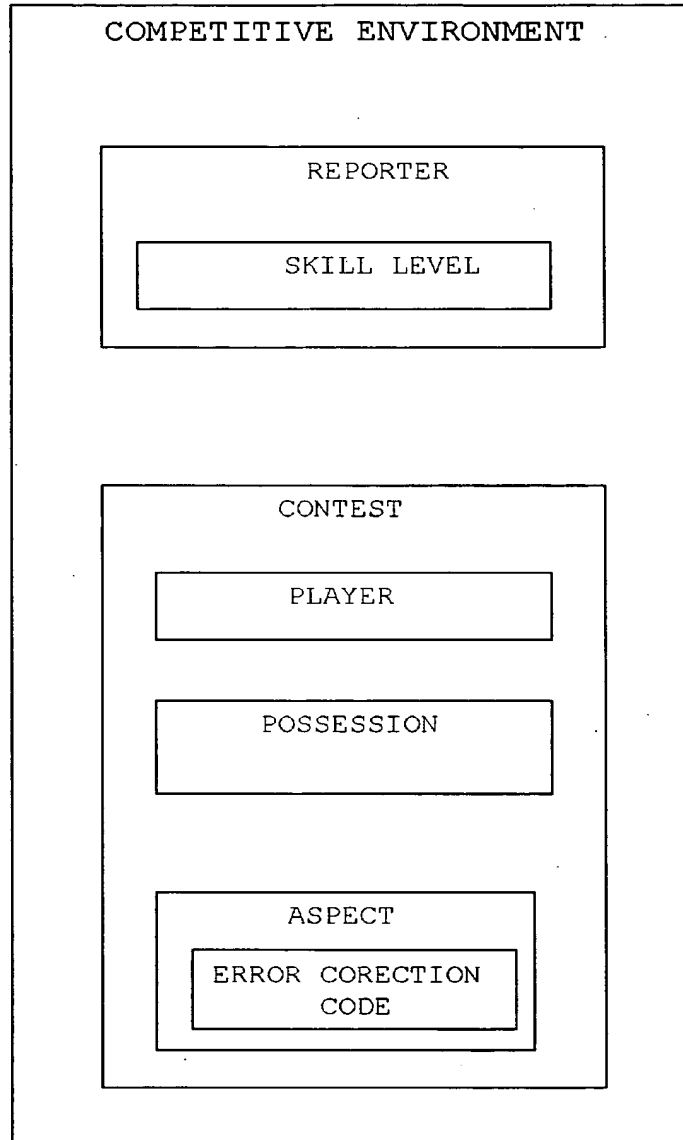 COMPETITIVE ENVIRONMENT
REPORTER
SKILL LEVEL
CONTEST
PLAYER
POSSESSION
ASPECT
ERROR CORECTION
CODE